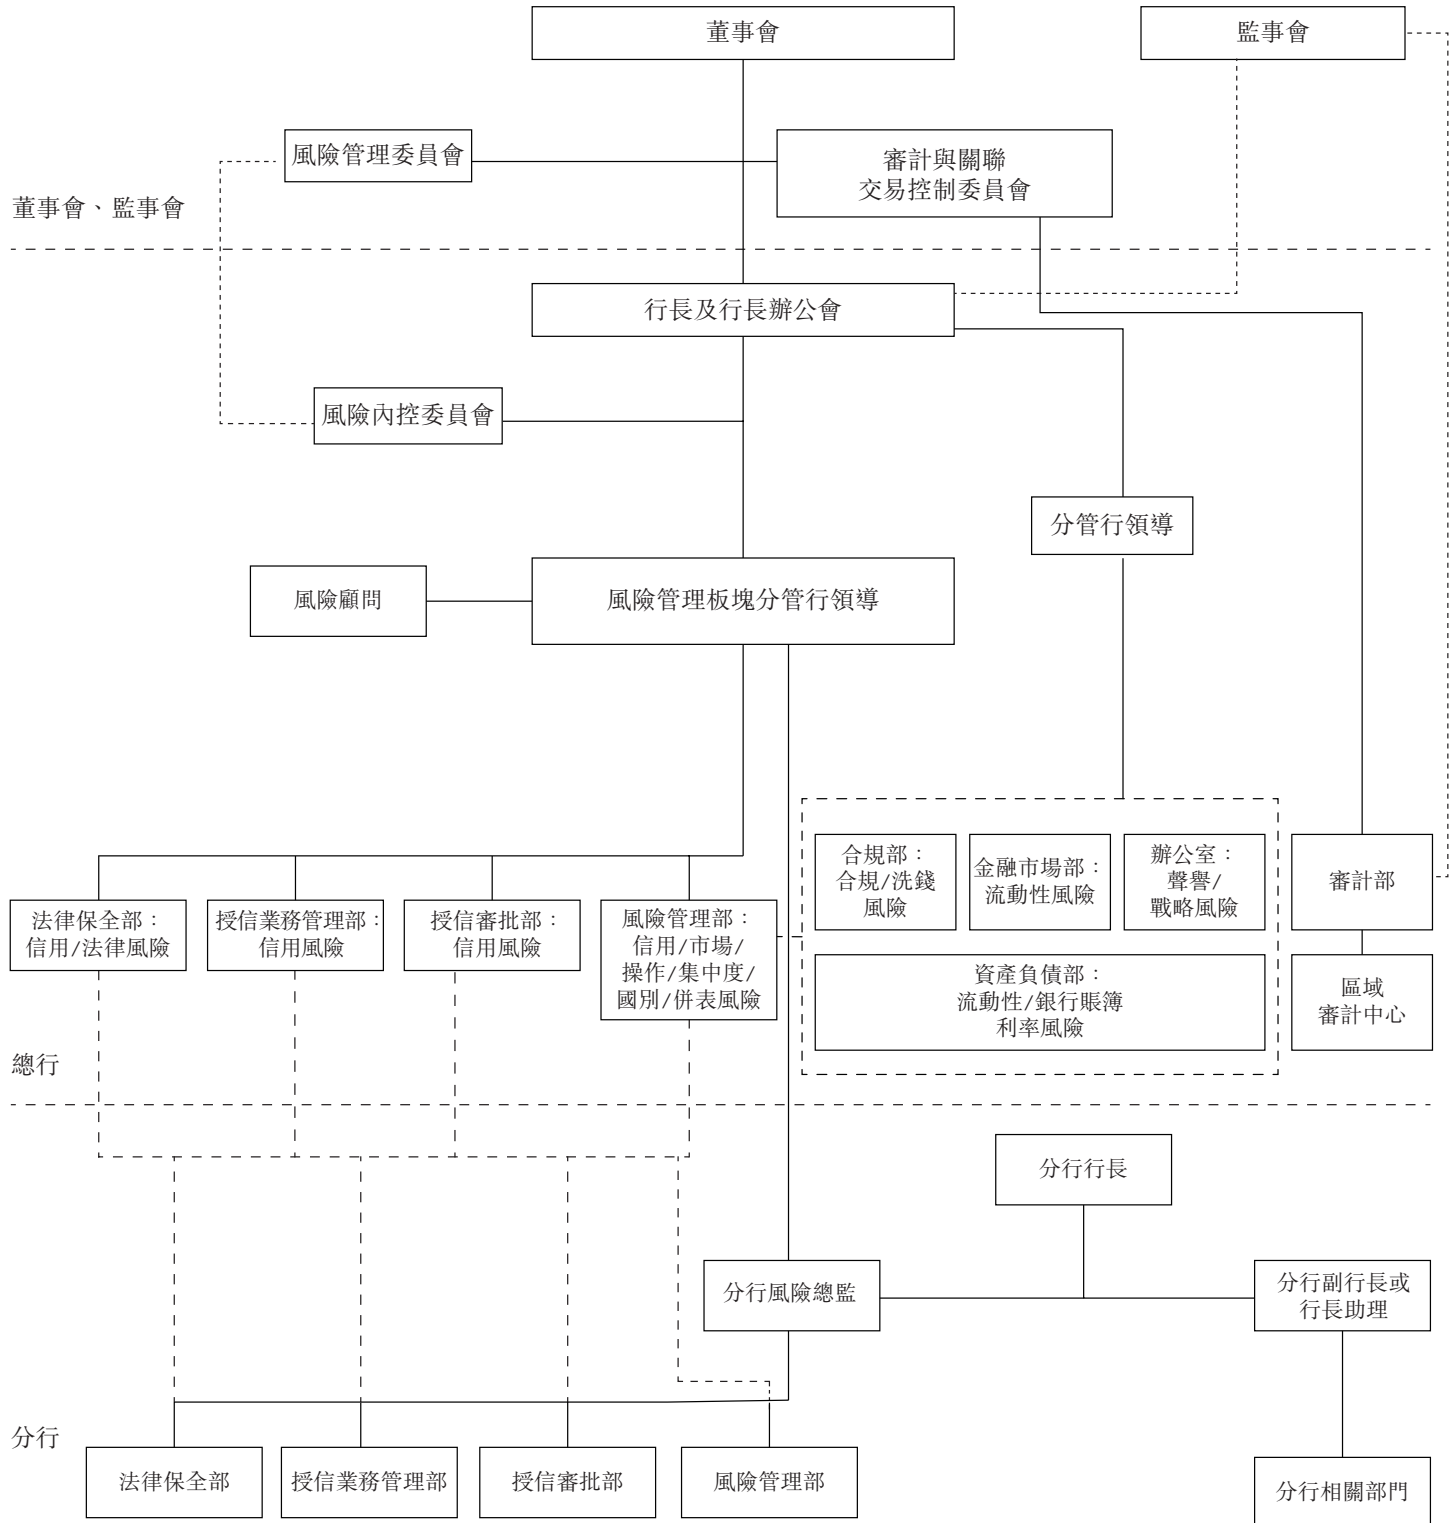 董事會
監事會
風險管理委員會
審計與關聯
交易控制委員會
董事會、監事會
行長及行長辦公會
風險內控委員會
分管行領導
風險顧問
風險管理板塊分管行領導
合規部：
合規/洗錢
風險
金融市場部：
流動性風險
辦公室：
聲譽/
戰略風險
審計部
法律保全部：
信用/法律風險
授信業務管理部：
信用風險
授信審批部：
信用風險
風險管理部：
信用/市場/
操作/集中度/
國別/併表風險
資產負債部：
流動性/銀行賬簿
利率風險
區域
審計中心
總行
分行行長
分行風險總監
分行副行長或
行長助理
分行
法律保全部
授信業務管理部
授信審批部
風險管理部
分行相關部門